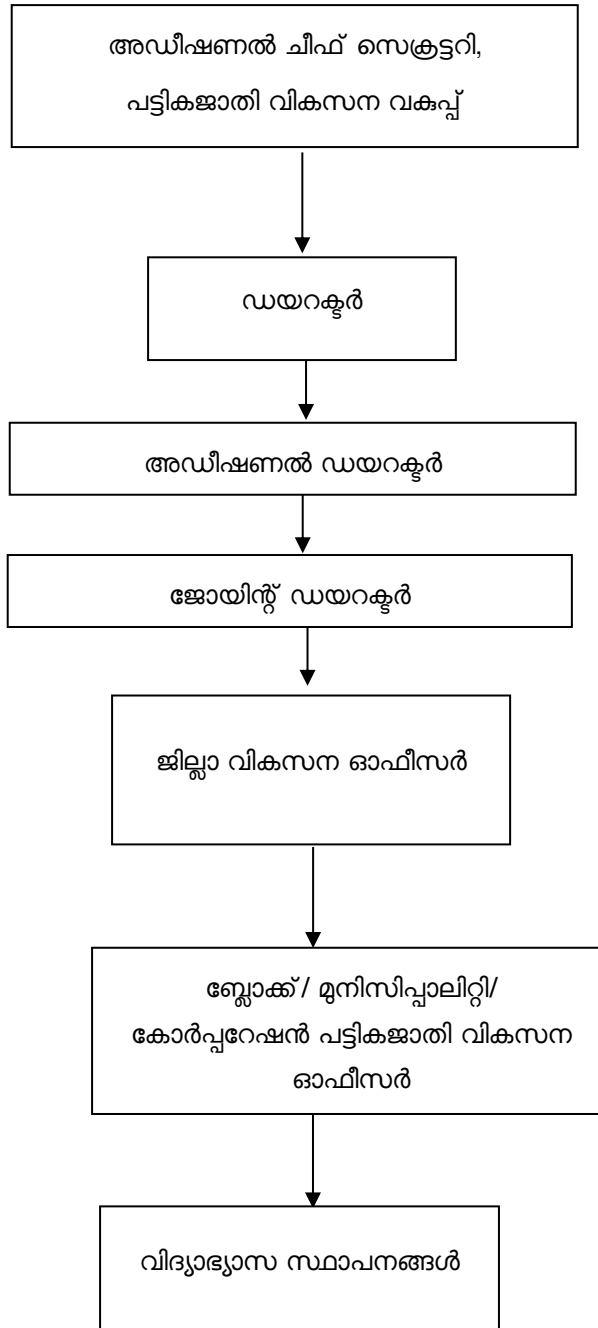 അഡീഷണൽ ചീഫ് സെക്രട്ടറി,
പട്ടികജാതി വികസന വകുപ്പ്
ഡയറക്ടർ
അഡീഷണൽ ഡയറക്ടർ
ജോയിന്റ് ഡയറക്ടർ
ജില്ലാ വികസന ഓഫീസർ
ബ്ലോക്ക്/ മുനിസിപ്പാലിറ്റി/
കോർപ്പറേഷൻ പട്ടികജാതി വികസന
ഓഫീസർ
വിദ്യാഭ്യാസ സ്ഥാപനങ്ങൾ